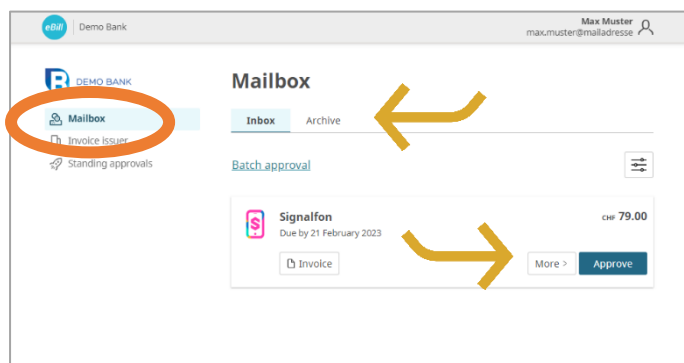 eBill Demo Bank
Max Muster
max.muster@mailadresse
DEMO BANK
Mailbox
Invoice issuer
Standing approvals
Mailbox
Inbox Archive
Batch approval
Signalfon
CHF 79.00
Due by 21 February 2023
Invoice
More >
Approve